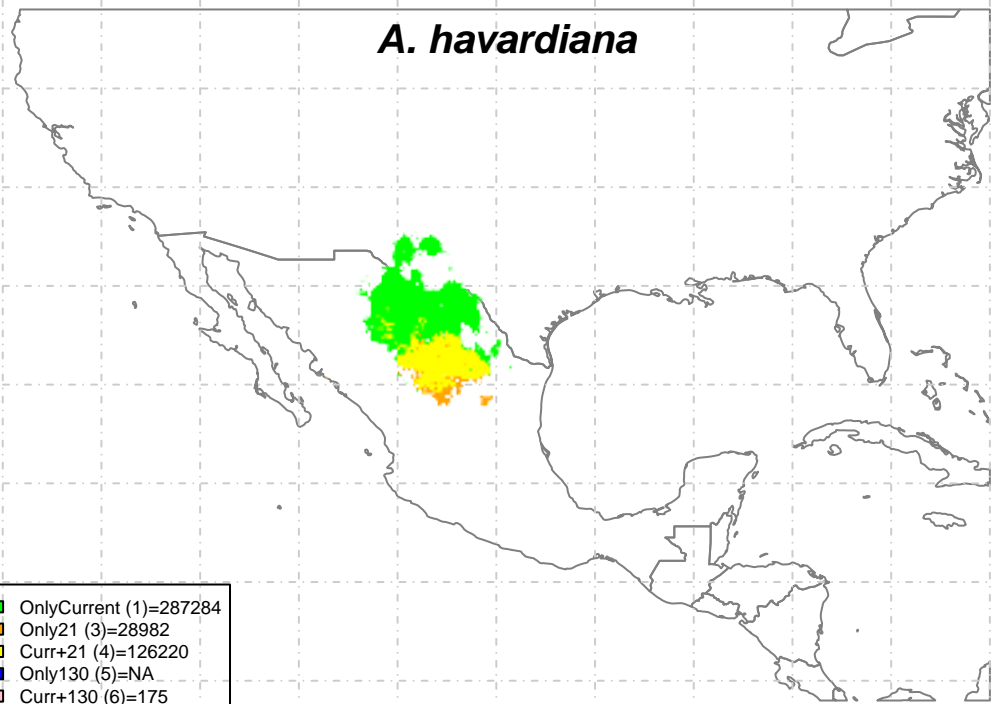 A. havardiana
OnlyCurrent (1)=287284
Only21 (3)=28982
Curr+21 (4)=126220
Only130 (5)=NA
Curr+130 (6)=175